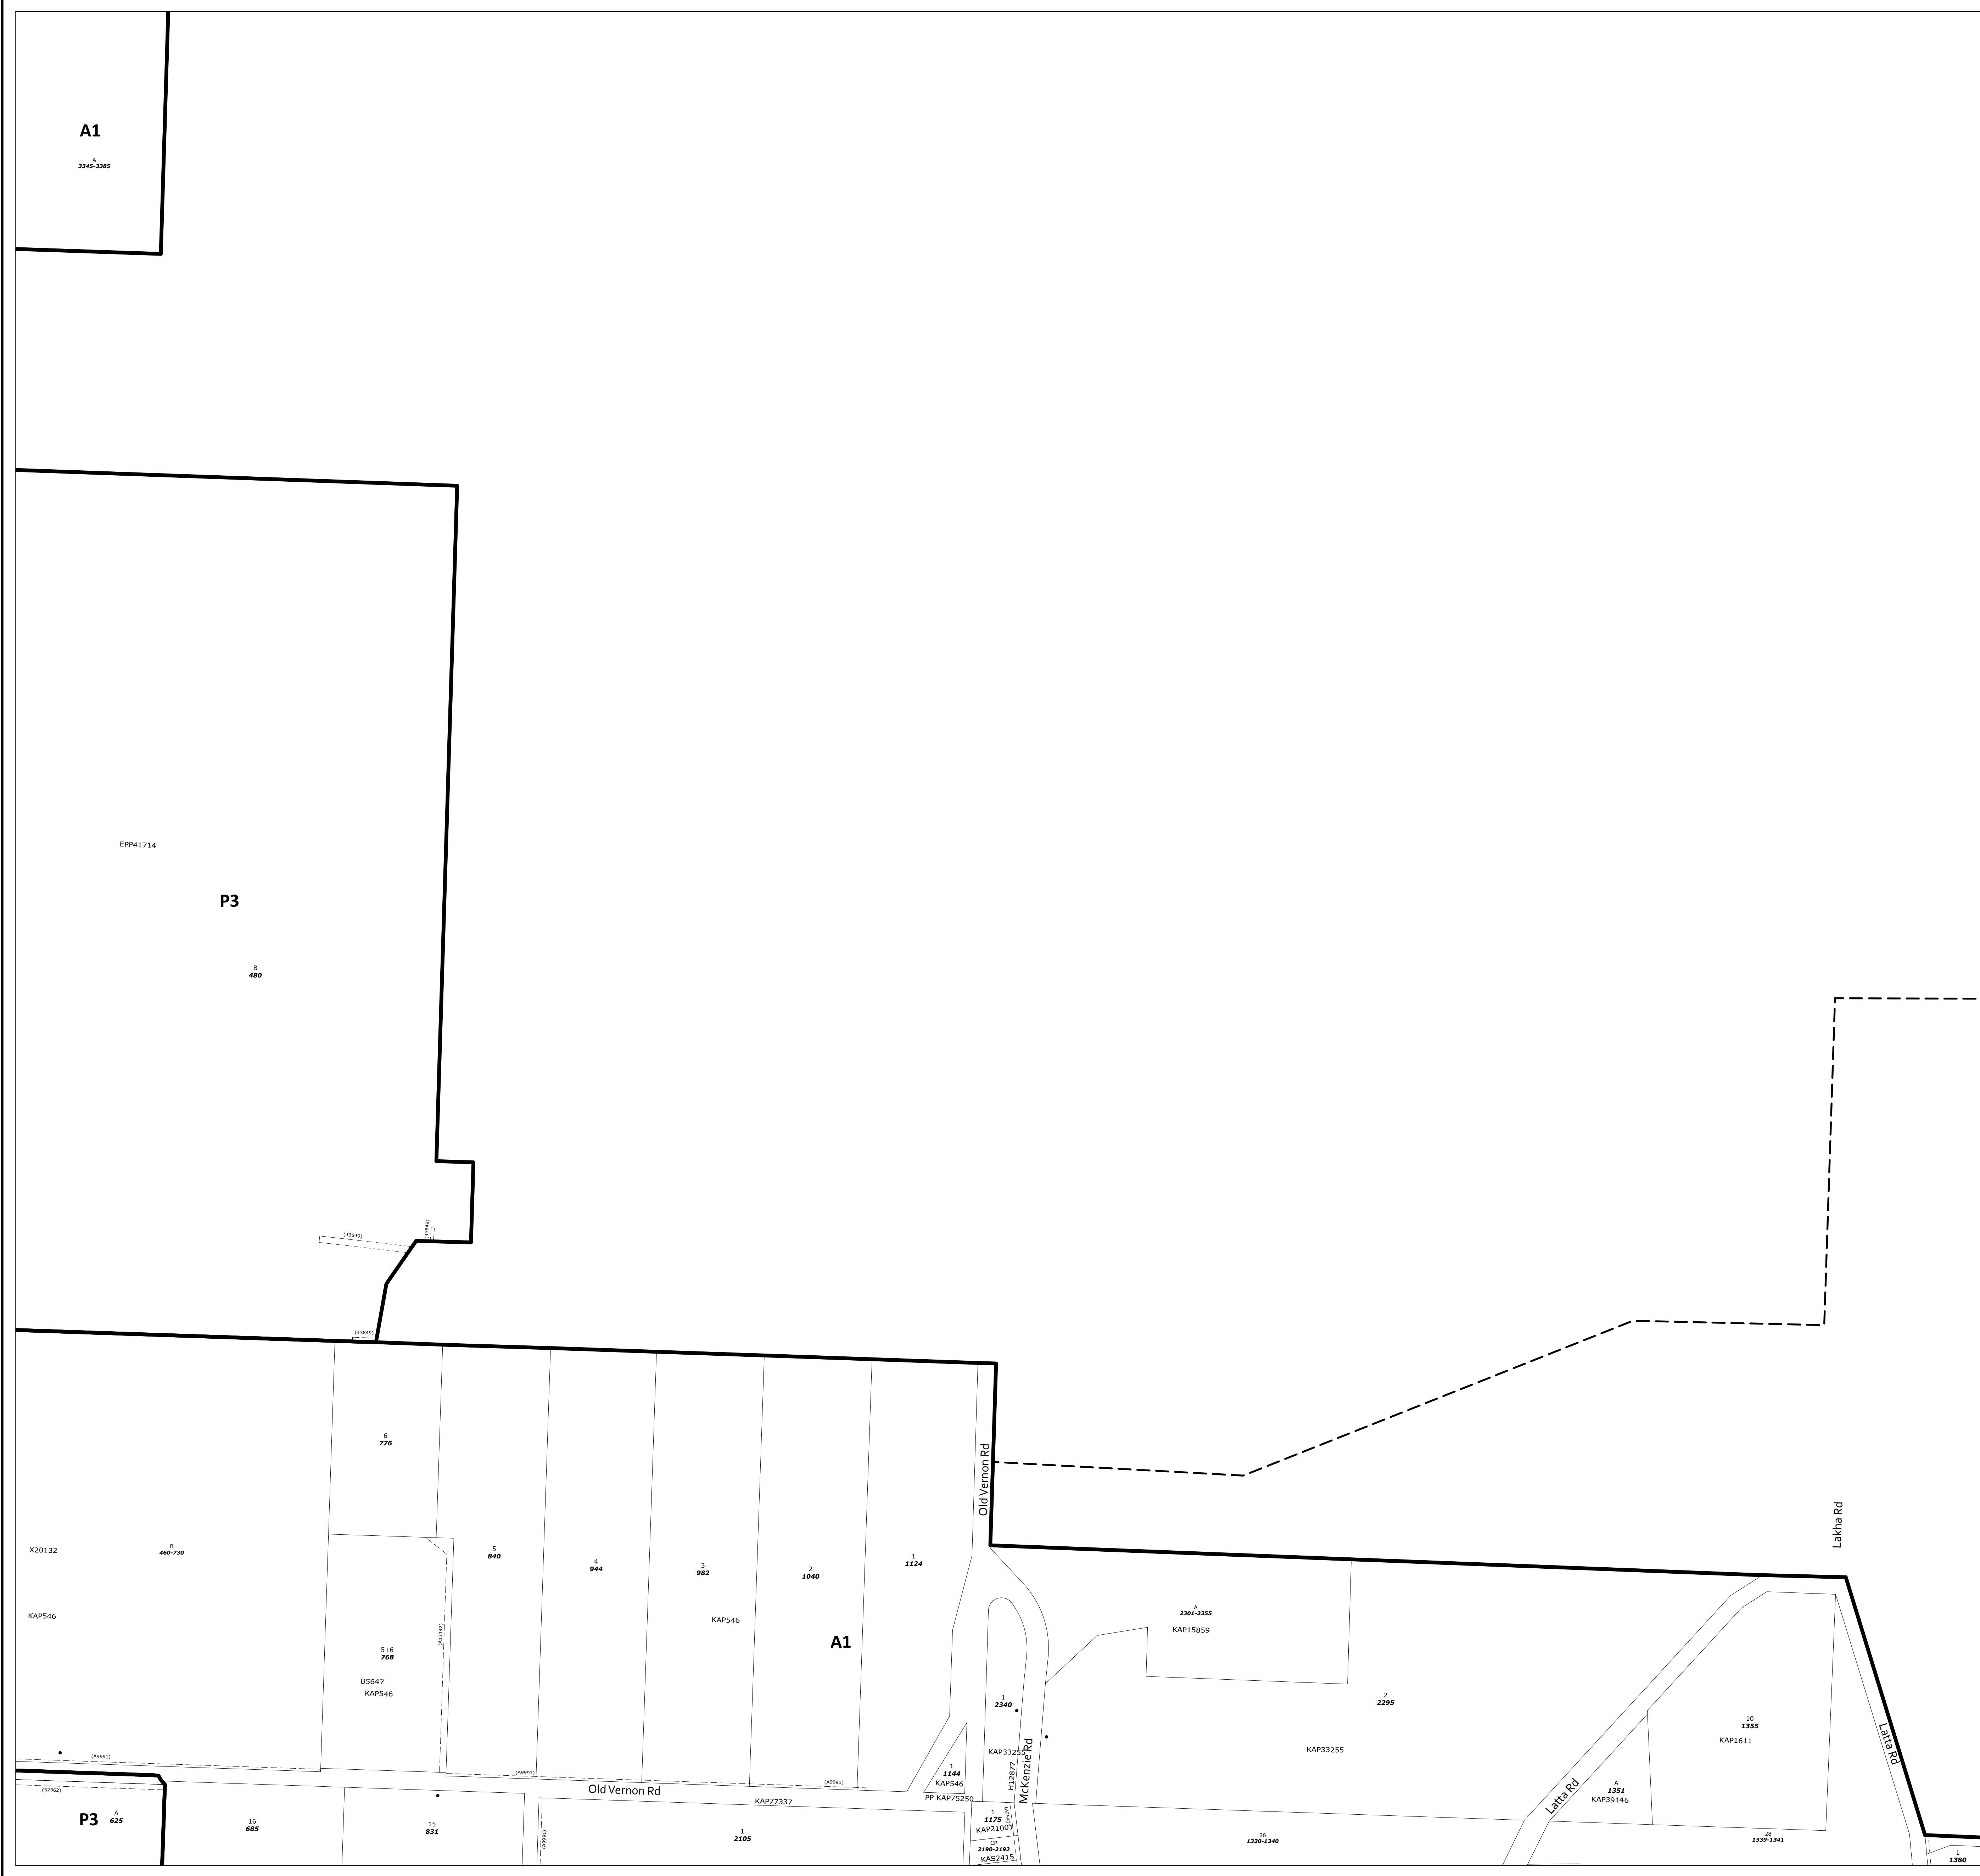 A1
A
3345-3385
EPP41714
P3
B
480
(43849)
(43849)
(43849)
6
776
Old Vernon Rd
Lakha Rd
X20132
B
460-730
5
840
4
944
3
982
2
1040
1
1124
KAP546
KAP546
A1
(A13142)
5+6
768
B5647
KAP546
A
2301-2355
KAP15859
1
2340
2
2295
10
1355
KAP1611
Latta Rd
KAP33255
McKenzie Rd
H12877
KAP33255
(A9991)
(A9991)
(A9991)
1
1144
KAP546
PP KAP75250
Latta Rd
A
1351
KAP39146
(52362)
Old Vernon Rd
KAP77337
P3
A
625
16
685
15
831
(A9991)
1
2105
1
1175
KAP21001
CP
2190-2192
KAS2415
26
1330-1340
28
1339-1341
1
1380